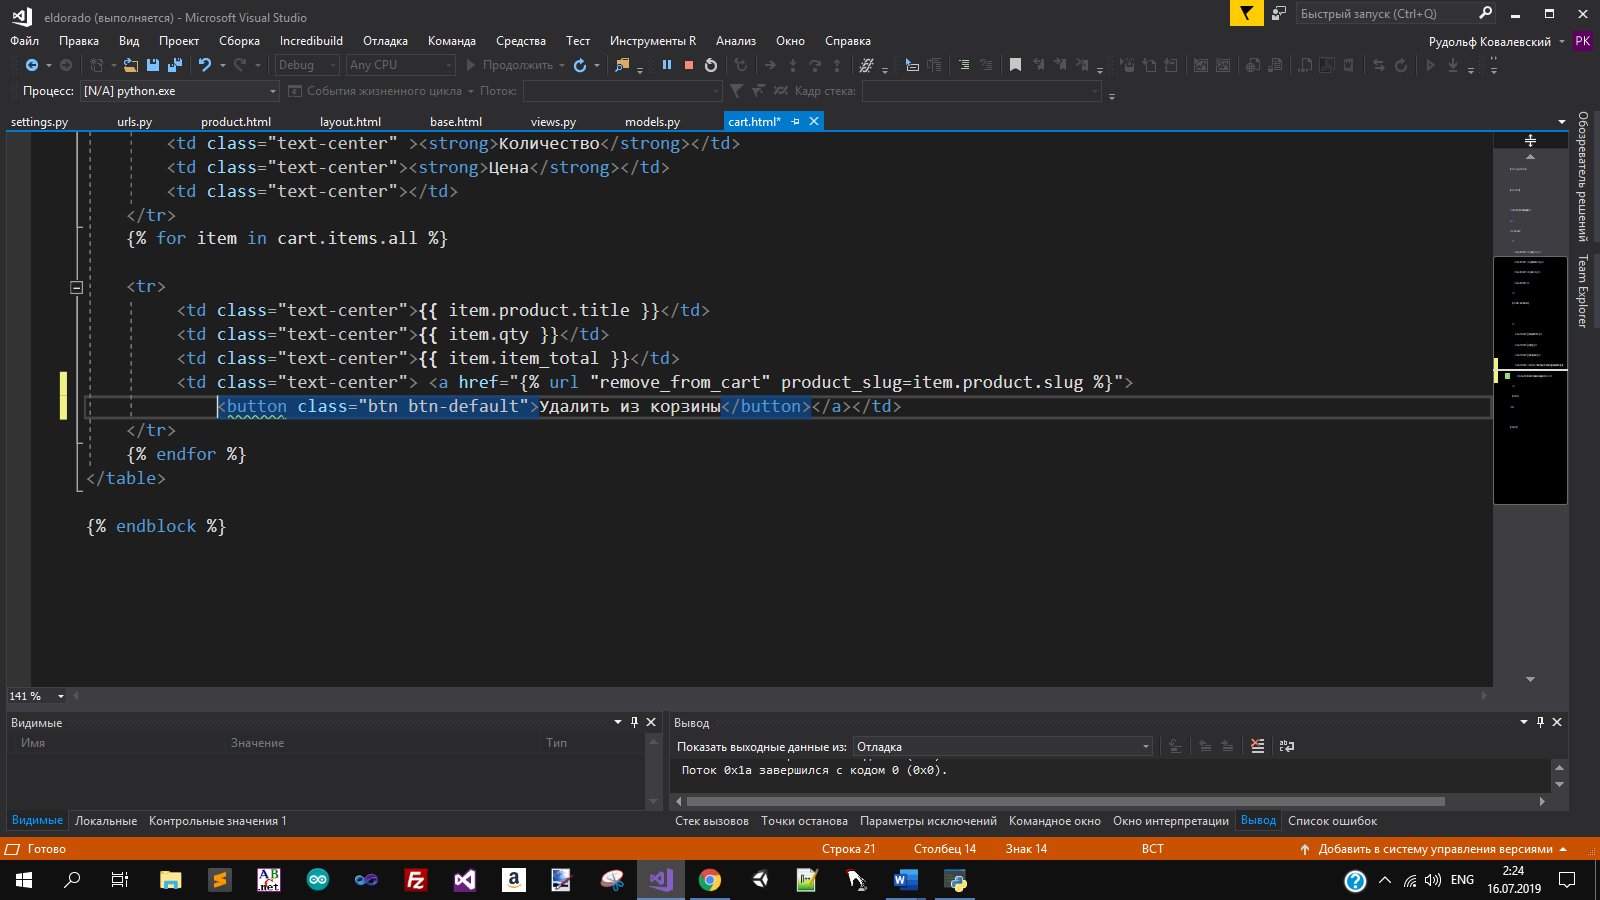 eldorado (выполняется) - Microsoft Visual Studio
Быстрый запуск (Ctrl+Q)
Файл Правка Вид Проект Сборка Incredibuild Отладка Команда Средства Тест Инструменты R Анализ Окно Справка
Рудольф Ковалевский РК
Debug Any CPU Продолжить
Процесс: [N/A] python.exe События жизненного цикла Поток: Кадр стека:
settings.py urls.py product.html layout.html base.html views.py models.py cart.html*
<td class="text-center" ><strong>Количество</strong></td>
<td class="text-center"><strong>Цена</strong></td>
<td class="text-center"></td>
</tr>
{% for item in cart.items.all %}
<tr>
<td class="text-center">{{ item.product.title }}</td>
<td class="text-center">{{ item.qty }}</td>
<td class="text-center">{{ item.item_total }}</td>
<td class="text-center"> <a href="{% url "remove_from_cart" product_slug=item.product.slug %}">
<button class="btn btn-default">Удалить из корзины</button></a></td>
</tr>
{% endfor %}
</table>
{% endblock %}
Обозреватель решений
Team Explorer
141 %
Видимые
Имя Значение Тип
Видимые Локальные Контрольные значения 1
Вывод
Показать выходные данные из: Отладка
Поток 0x1a завершился с кодом 0 (0x0).
Стек вызовов Точки останова Параметры исключений Командное окно Окно интерпретации Вывод Список ошибок
Готово Строка 21 Столбец 14 Знак 14 ВСТ Добавить в систему управления версиями
ENG
2:24
16.07.2019